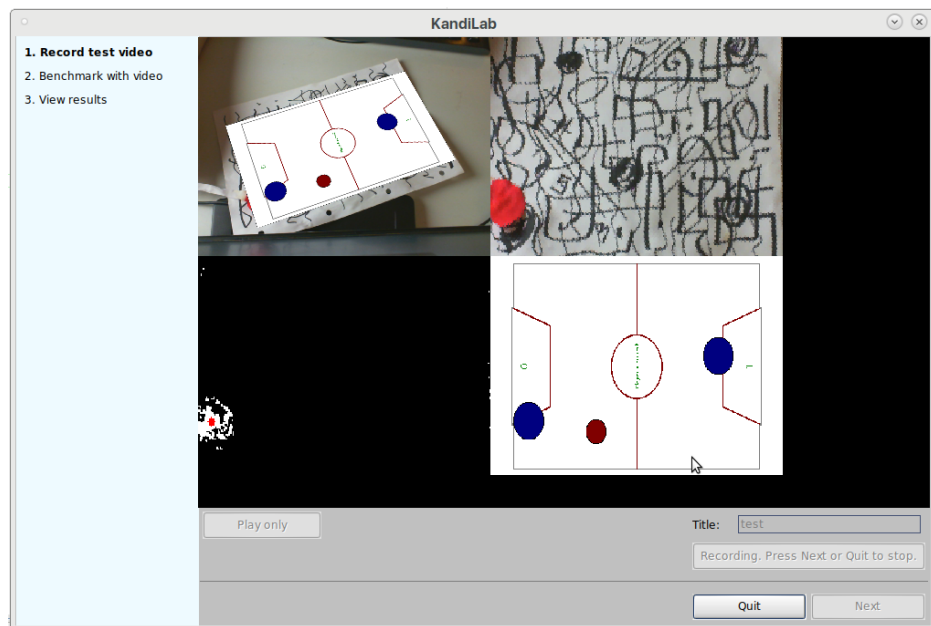 KandiLab
1. Record test video
2. Benchmark with video
3. View results
Play only
Title:
test
Recording. Press Next or Quit to stop.
Quit
Next